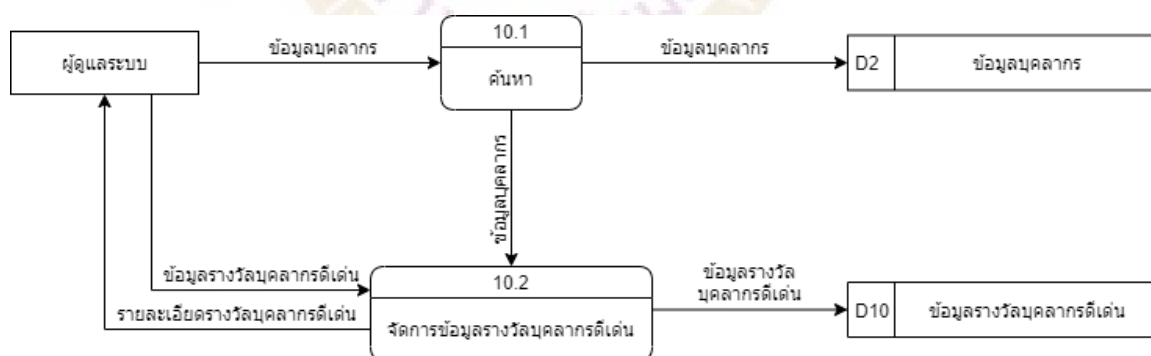 10.1
ผู้ดูแลระบบ
ข้อมูลบุคลากร
ค้นหา
ข้อมูลบุคลากร
D2
ข้อมูลบุคลากร
ข้อมูลบุคลากร
ข้อมูลรางวัลบุคลากรดีเด่น
รายละเอียดรางวัลบุคลากรดีเด่น
10.2
จัดการข้อมูลรางวัลบุคลากรดีเด่น
ข้อมูลรางวัล
บุคลากรดีเด่น
D10
ข้อมูลรางวัลบุคลากรดีเด่น